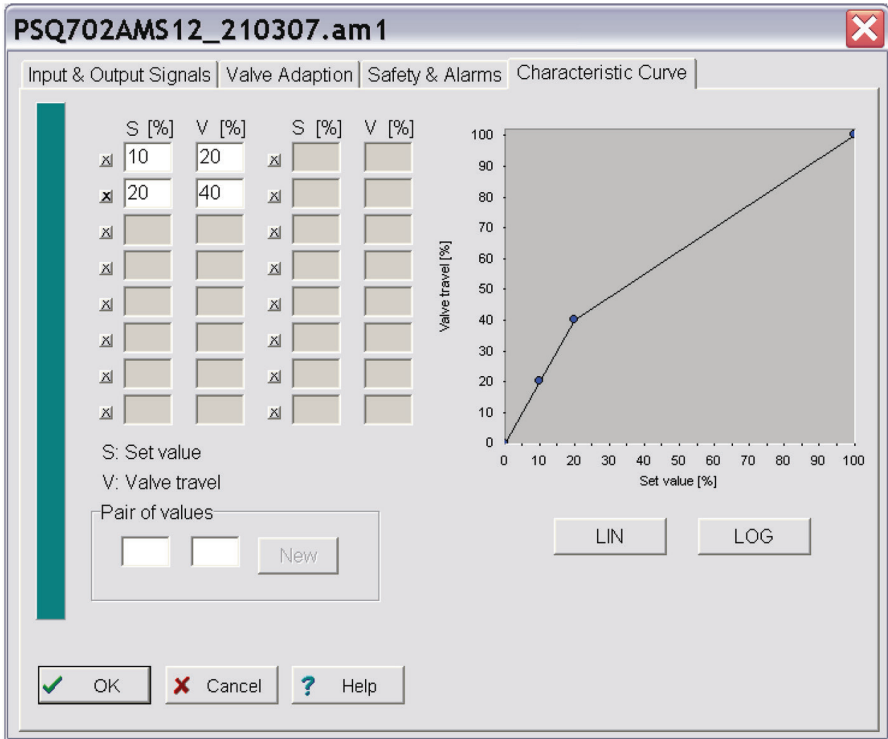 PSQ702AMS12_210307.am1
Input & Output Signals Valve Adaption Safety & Alarms Characteristic Curve
S [%] V [%] S [%] V [%]
x 10 20 x
x 20 40 x
x x
x x
x x
x x
x x
x x
S: Set value
V: Valve travel
Pair of values
New
Valve travel [%]
100
90
80
70
60
50
40
30
20
10
0
0 10 20 30 40 50 60 70 80 90 100
Set value [%]
LIN LOG
OK Cancel ? Help